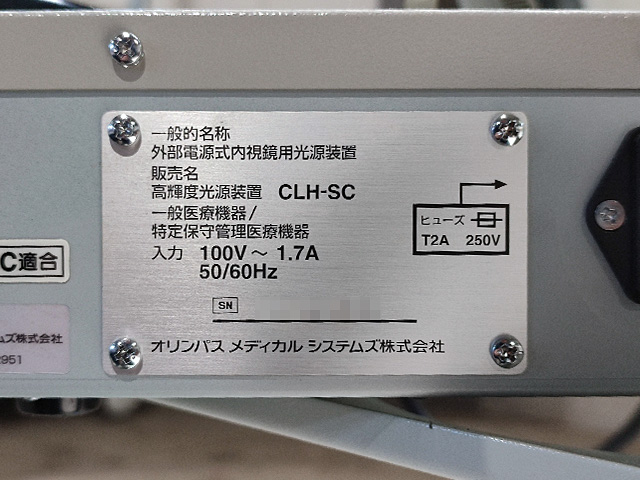 一般的名称
外部電源式内視鏡用光源装置
販売名
高輝度光源装置 CLH-SC
一般医療機器/
特定保守管理医療機器
入力 100V～ 1.7A
50/60Hz
ヒューズ
T2A 250V
SN
オリンパス メディカル システムズ株式会社
C適合
ムズ株式会社
2951